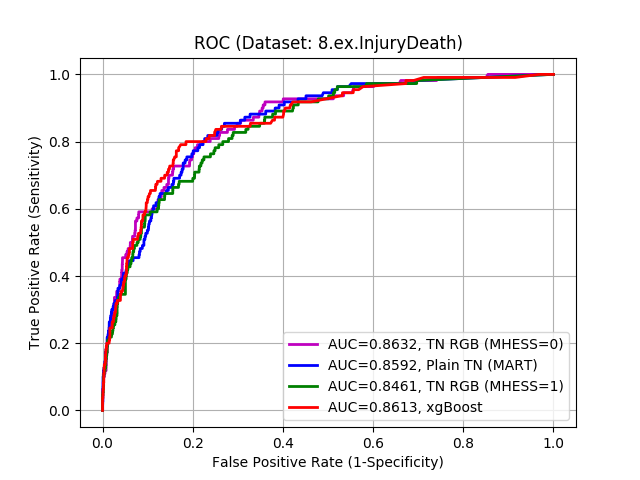 ROC (Dataset: 8.ex.InjuryDeath)
True Positive Rate (Sensitivity)
1.0
0.8
0.6
0.4
0.2
0.0
AUC=0.8632, TN RGB (MHESS=0)
AUC=0.8592, Plain TN (MART)
AUC=0.8461, TN RGB (MHESS=1)
AUC=0.8613, xgBoost
0.0 0.2 0.4 0.6 0.8 1.0
False Positive Rate (1-Specificity)